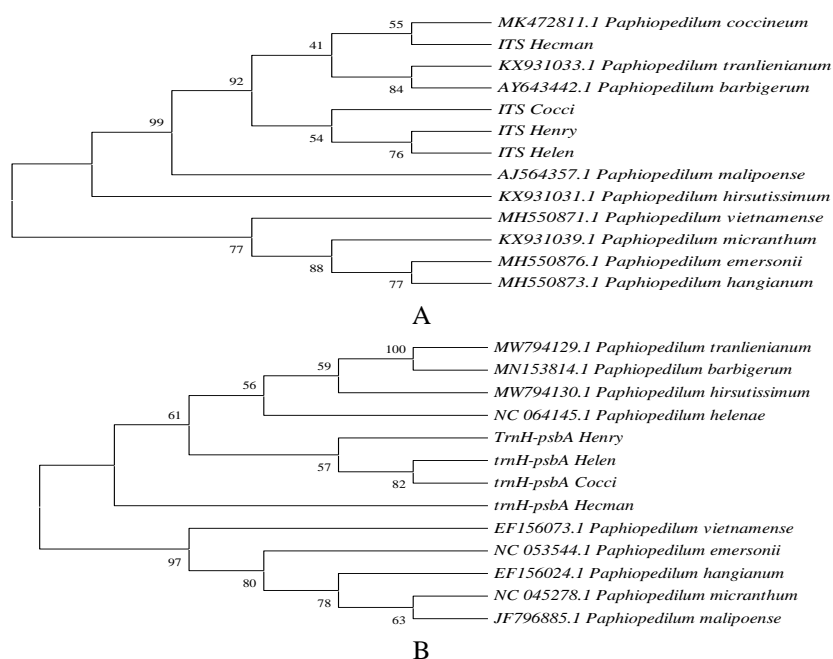 55
MK472811.1 Paphiopedilum coccineum
41
ITS Hecman
KX931033.1 Paphiopedilum tranlienianum
92
84
AY643442.1 Paphiopedilum barbigerum
ITS Cocci
99
54
ITS Henry
76
ITS Helen
AJ564357.1 Paphiopedilum malipoense
KX931031.1 Paphiopedilum hirsutissimum
MH550871.1 Paphiopedilum vietnamense
77
KX931039.1 Paphiopedilum micranthum
88
MH550876.1 Paphiopedilum emersonii
77
MH550873.1 Paphiopedilum hangianum
A
100
MW794129.1 Paphiopedilum tranlienianum
59
MN153814.1 Paphiopedilum barbigerum
56
MW794130.1 Paphiopedilum hirsutissimum
61
NC 064145.1 Paphiopedilum helenae
TrnH-psbA Henry
57
trnH-psbA Helen
82
trnH-psbA Cocci
trnH-psbA Hecman
EF156073.1 Paphiopedilum vietnamense
97
NC 053544.1 Paphiopedilum emersonii
80
EF156024.1 Paphiopedilum hangianum
78
NC 045278.1 Paphiopedilum micranthum
63
JF796885.1 Paphiopedilum malipoense
B